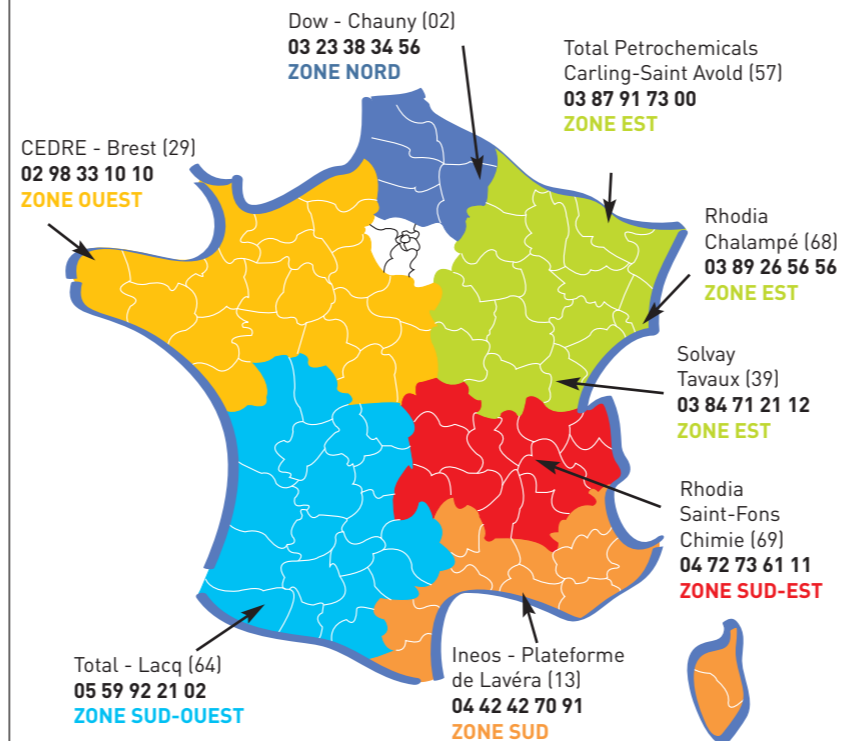 Dow - Chauny (02)
03 23 38 34 56
ZONE NORD
Total Petrochemicals
Carling-Saint Avold (57)
03 87 91 73 00
ZONE EST
CEDRE - Brest (29)
02 98 33 10 10
ZONE OUEST
Rhodia
Chalampé (68)
03 89 26 56 56
ZONE EST
Solvay
Tavaux (39)
03 84 71 21 12
ZONE EST
Rhodia
Saint-Fons
Chimie (69)
04 72 73 61 11
ZONE SUD-EST
Total - Lacq (64)
05 59 92 21 02
ZONE SUD-OUEST
Ineos - Plateforme
de Lavéra (13)
04 42 42 70 91
ZONE SUD